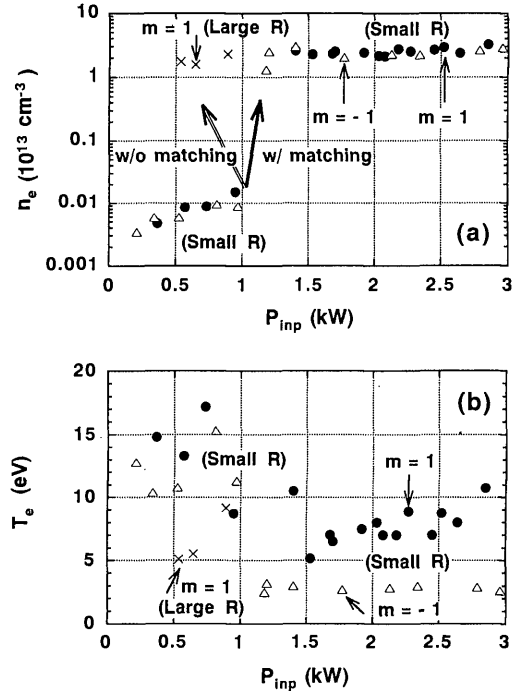 m = 1 (Large R)
(Small R)
10
1
m = - 1
m = 1
0.1
w/o matching
w/ matching
0.01
(Small R)
(a)
0.001
0 0.5 1 1.5 2 2.5 3
n_e (10^13 cm^-3)
P_inp (kW)
20
(b)
15
(Small R)
m = 1
10
5
(Small R)
m = 1
(Large R)
m = - 1
0
0 0.5 1 1.5 2 2.5 3
T_e (eV)
P_inp (kW)